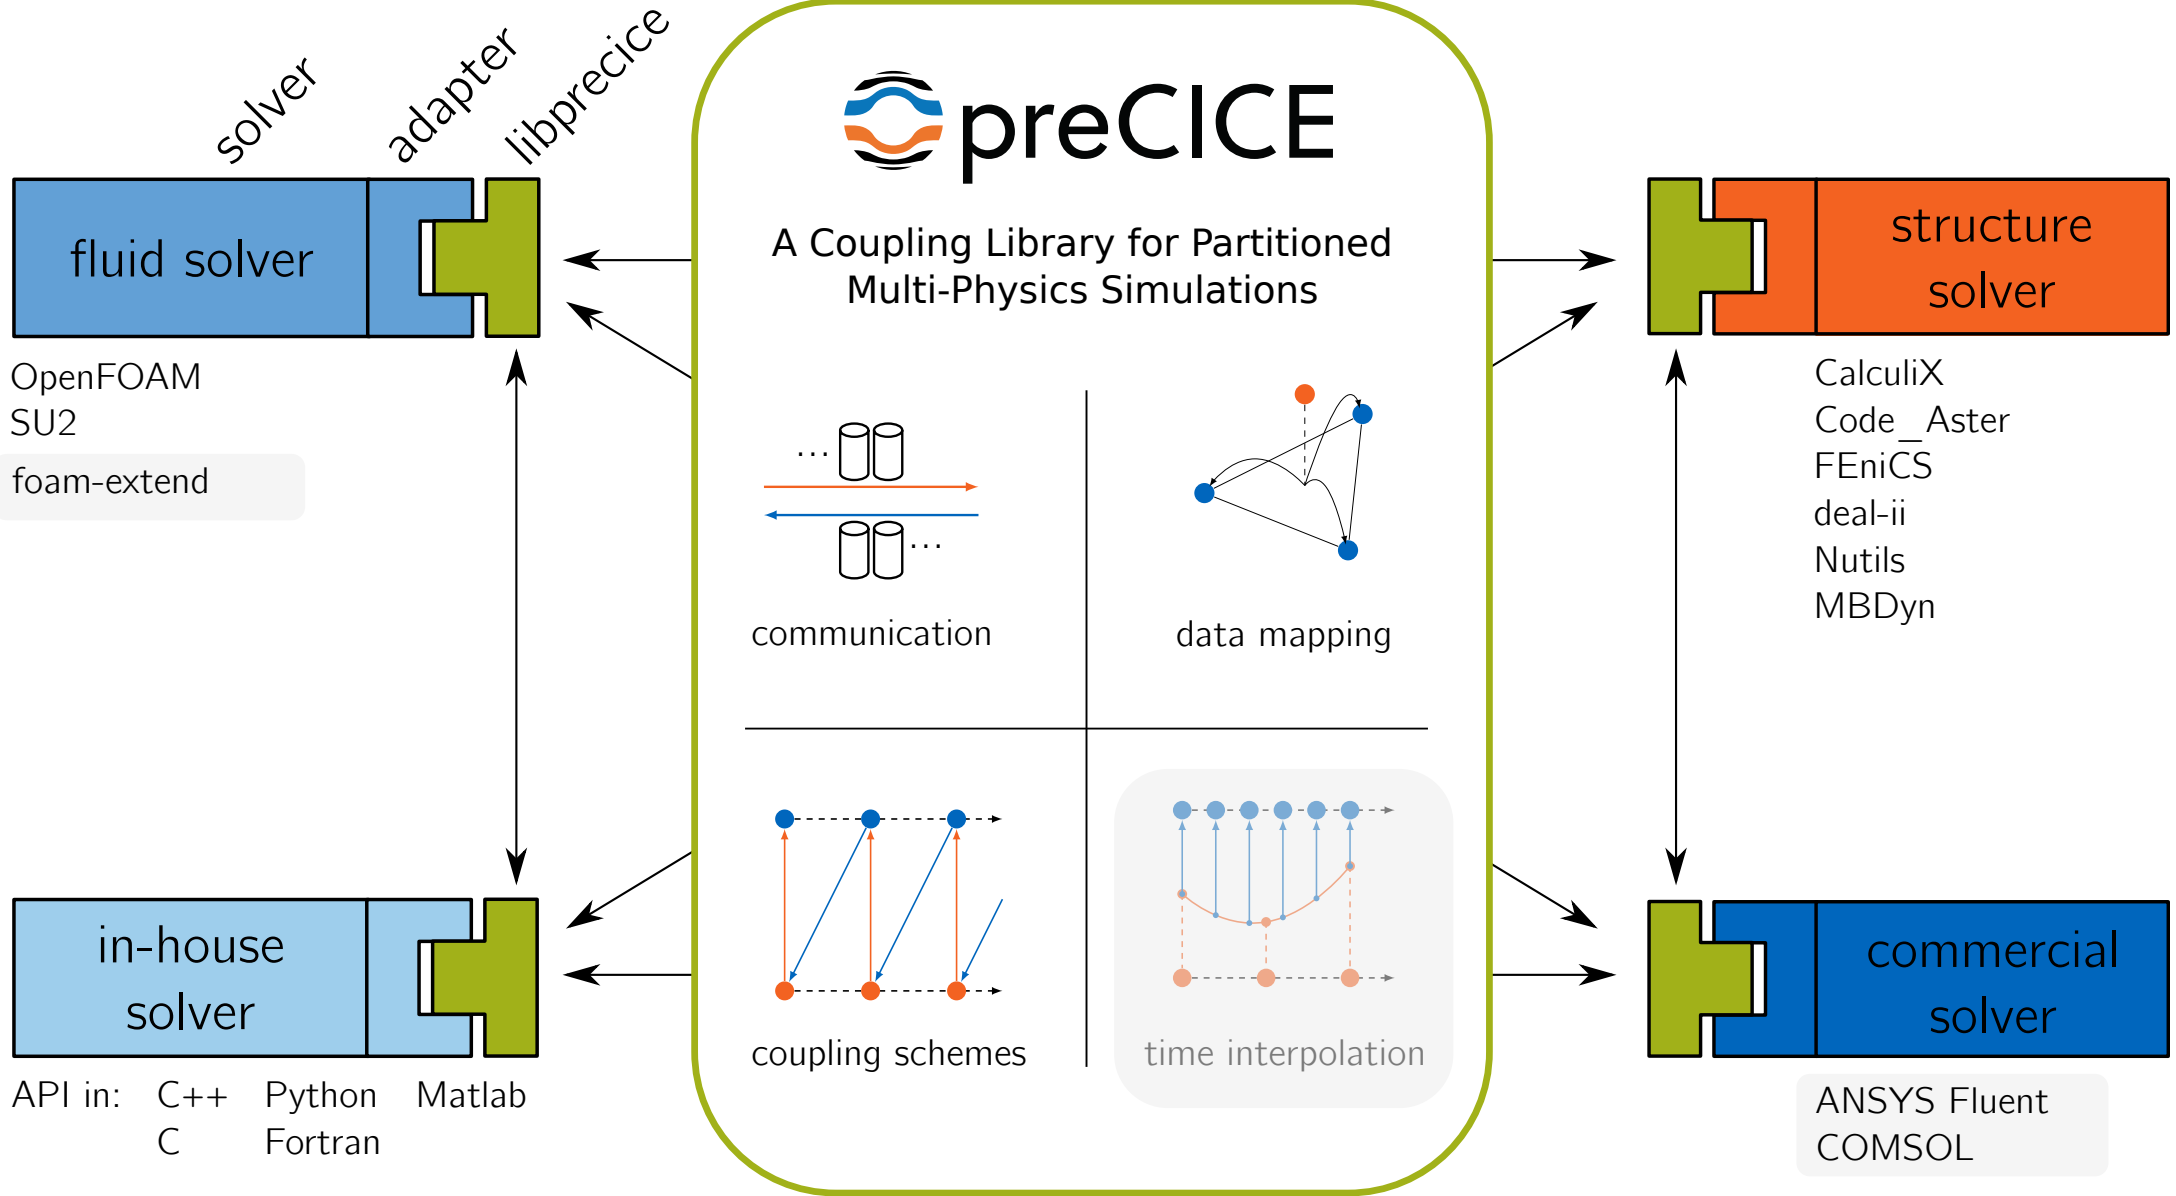 solver
adapter
libprecice
preCICE
A Coupling Library for Partitioned
Multi-Physics Simulations
fluid solver
OpenFOAM
SU2
foam-extend
structure
solver
CalculiX
Code_Aster
FEniCS
deal-ii
Nutils
MBDyn
...
...
communication
data mapping
coupling schemes
time interpolation
in-house
solver
API in: C++ Python Matlab
C Fortran
commercial
solver
ANSYS Fluent
COMSOL